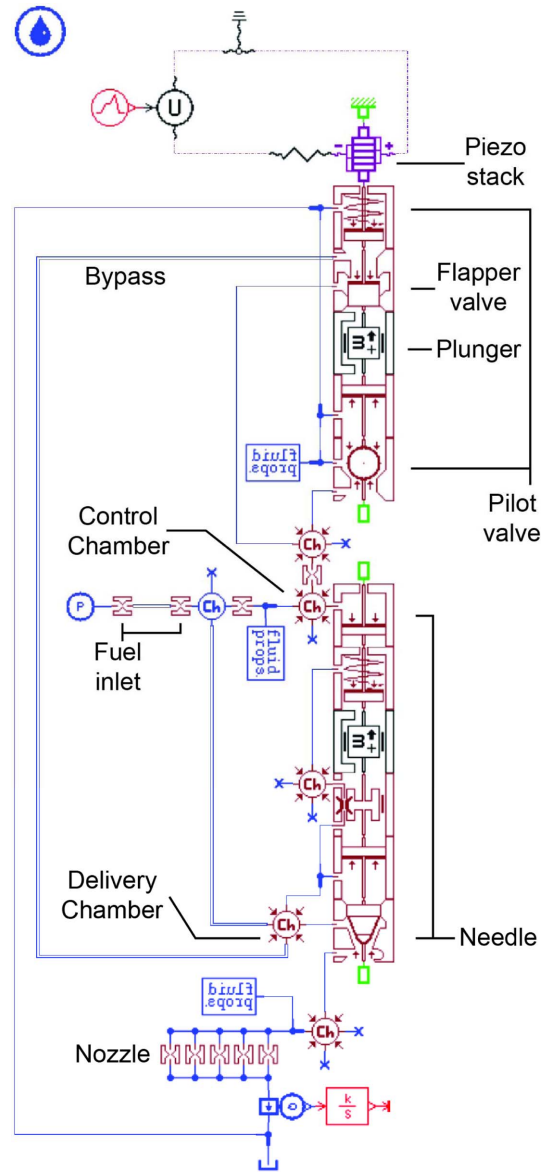 U
-
+
Piezo
stack
Bypass
Flapper
valve
m
+
Plunger
fluid
props.
Pilot
valve
Control
Chamber
Ch
x
P
x
Ch
Ch
x
fluid
props.
Fuel
inlet
m
+
x
Ch
x
Delivery
Chamber
Ch
Needle
fluid
props.
Ch
x
x
Nozzle
Q
k
s